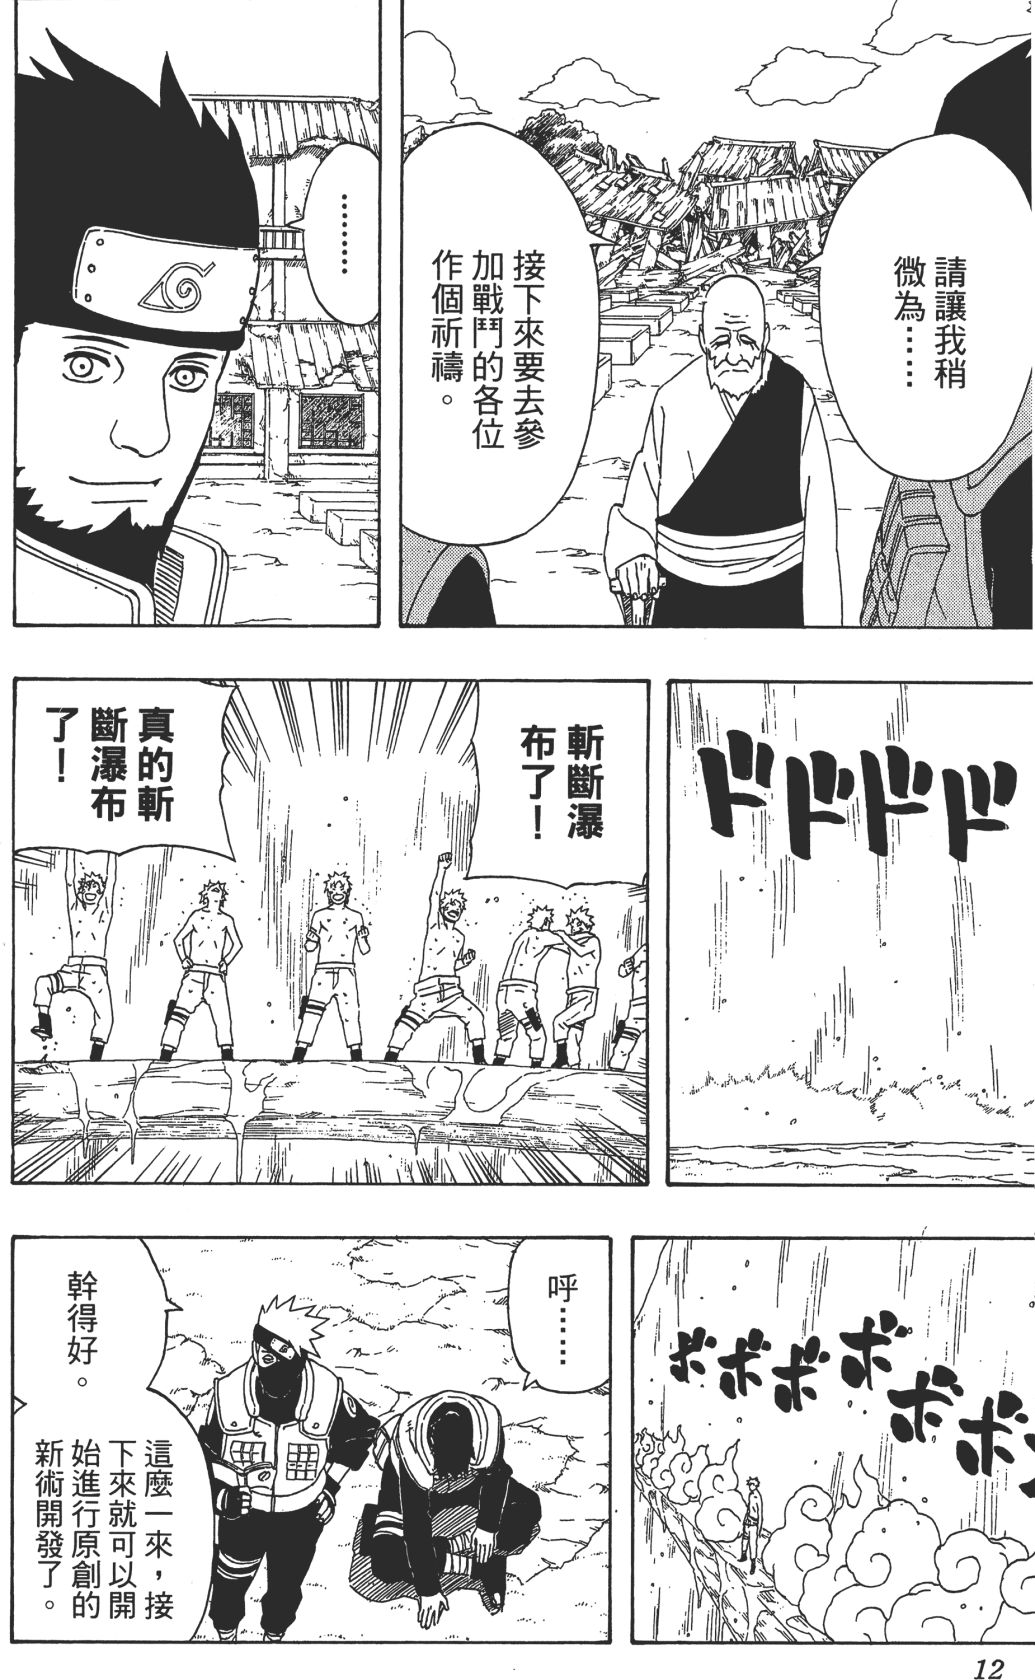 請讓我稍
微為……
接下來要去參
加戰鬥的各位
作個祈禱。
………
ドドドド
斬斷瀑
布了！
真的斬
斷瀑布
了！
ボボボボボボボ
呼……
幹得好。
這麼一來，接
下來就可以開
始進行原創的
新術開發了。
12